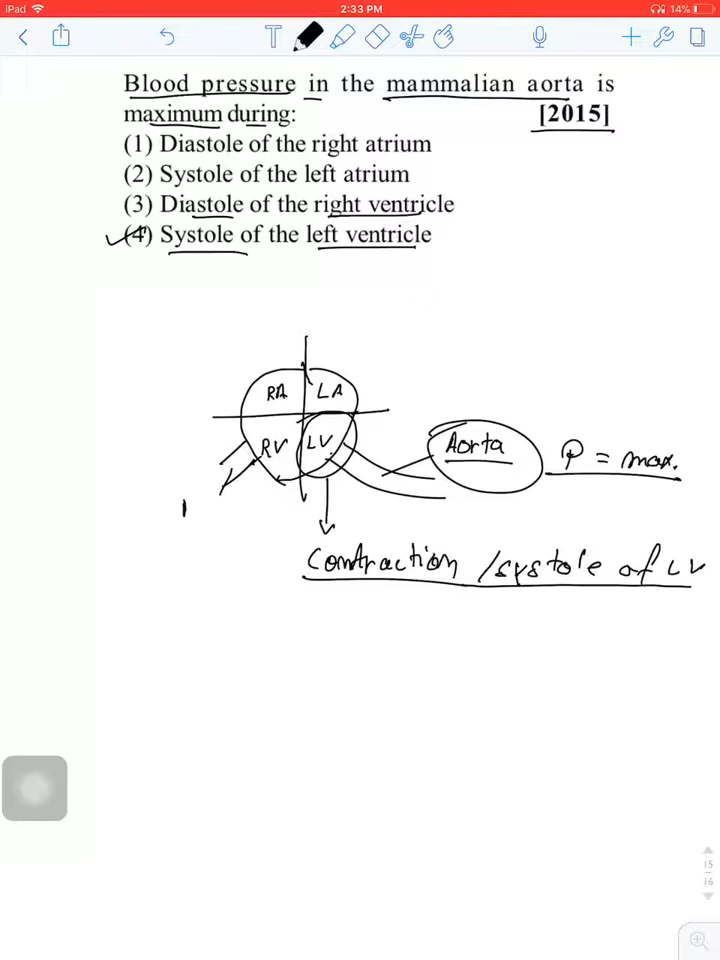 iPad 2:33 PM 14%
Blood pressure in the mammalian aorta is
maximum during: [2015]
(1) Diastole of the right atrium
(2) Systole of the left atrium
(3) Diastole of the right ventricle
(4) Systole of the left ventricle
RA LA
RV LV Aorta P = max.
Contraction /systole of LV
15
16